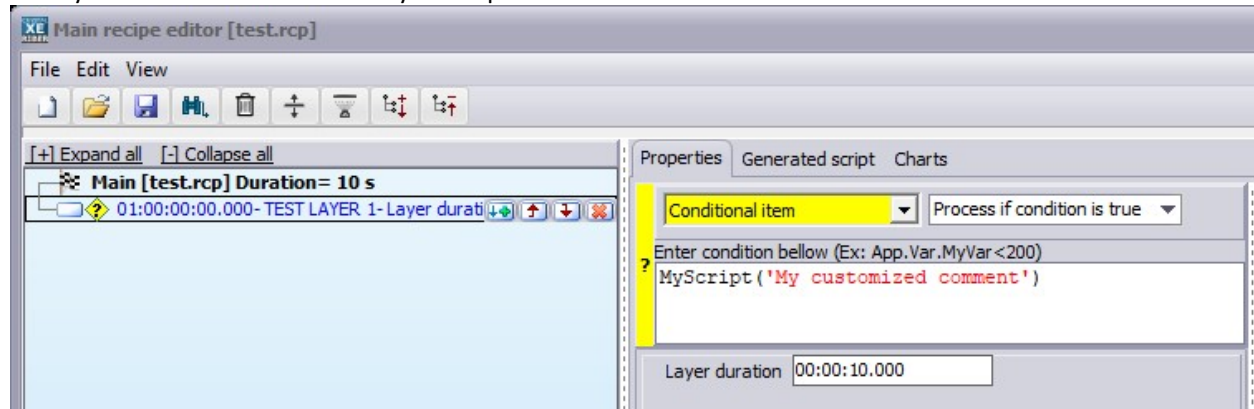 XE
Main recipe editor [test.rcp]
File Edit View
[+] Expand all [-] Collapse all
Main [test.rcp] Duration= 10 s
01:00:00:00.000- TEST LAYER 1- Layer durati
Properties Generated script Charts
Conditional item Process if condition is true
Enter condition bellow (Ex: App.Var.MyVar<200)
?
MyScript('My customized comment')
Layer duration 00:00:10.000